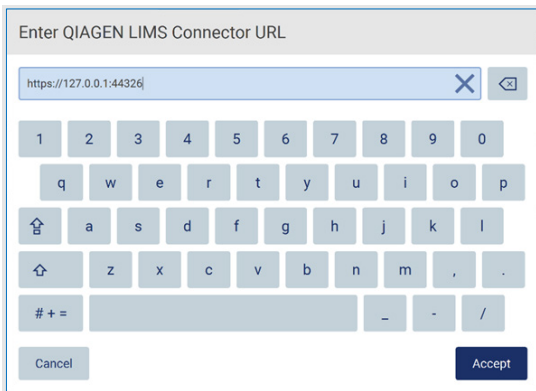 Enter QIAGEN LIMS Connector URL
https://127.0.0.1:44326
1 2 3 4 5 6 7 8 9 0
q w e r t y u i o p
a s d f g h j k l
z x c v b n m , .
# + = _ - /
Cancel Accept